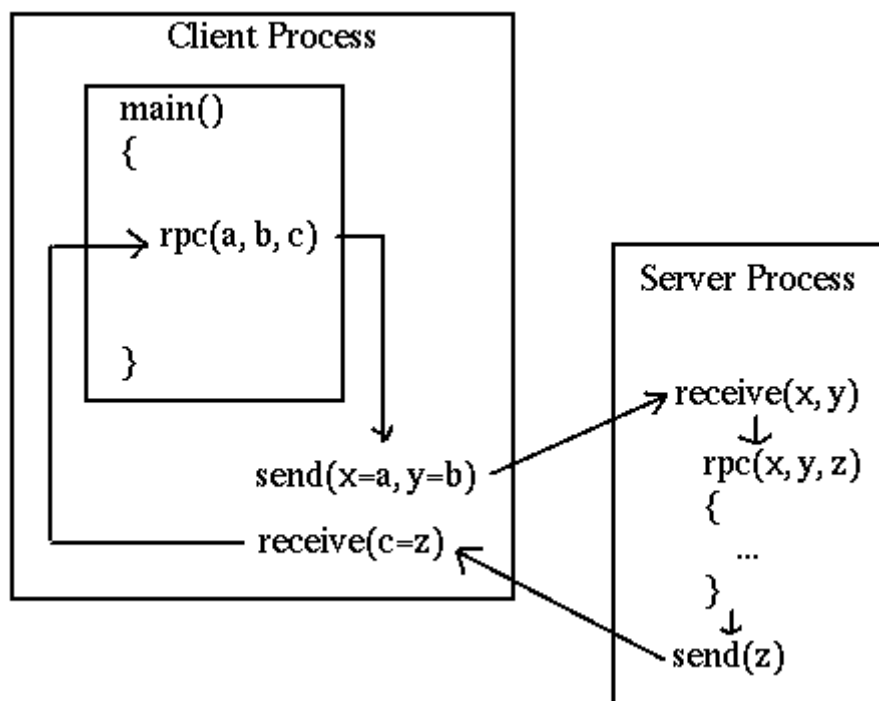 Client Process
main()
{
rpc(a, b, c)
}
send(x=a, y=b)
receive(c=z)
Server Process
receive(x, y)
rpc(x, y, z)
{
...
}
send(z)